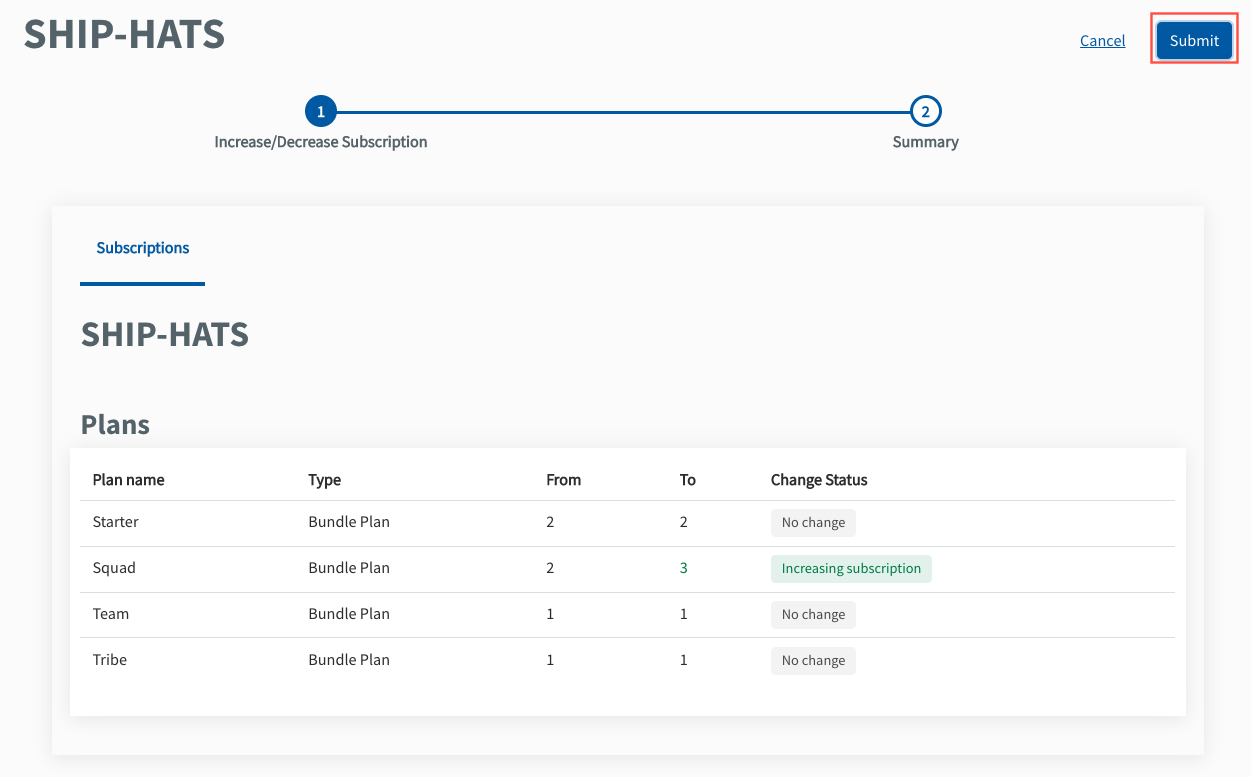 SHIP-HATS
Cancel
Submit
1
2
Increase/Decrease Subscription
Summary
Subscriptions
SHIP-HATS
Plans
Plan name Type From To Change Status
Starter Bundle Plan 2 2 No change
Squad Bundle Plan 2 3 Increasing subscription
Team Bundle Plan 1 1 No change
Tribe Bundle Plan 1 1 No change